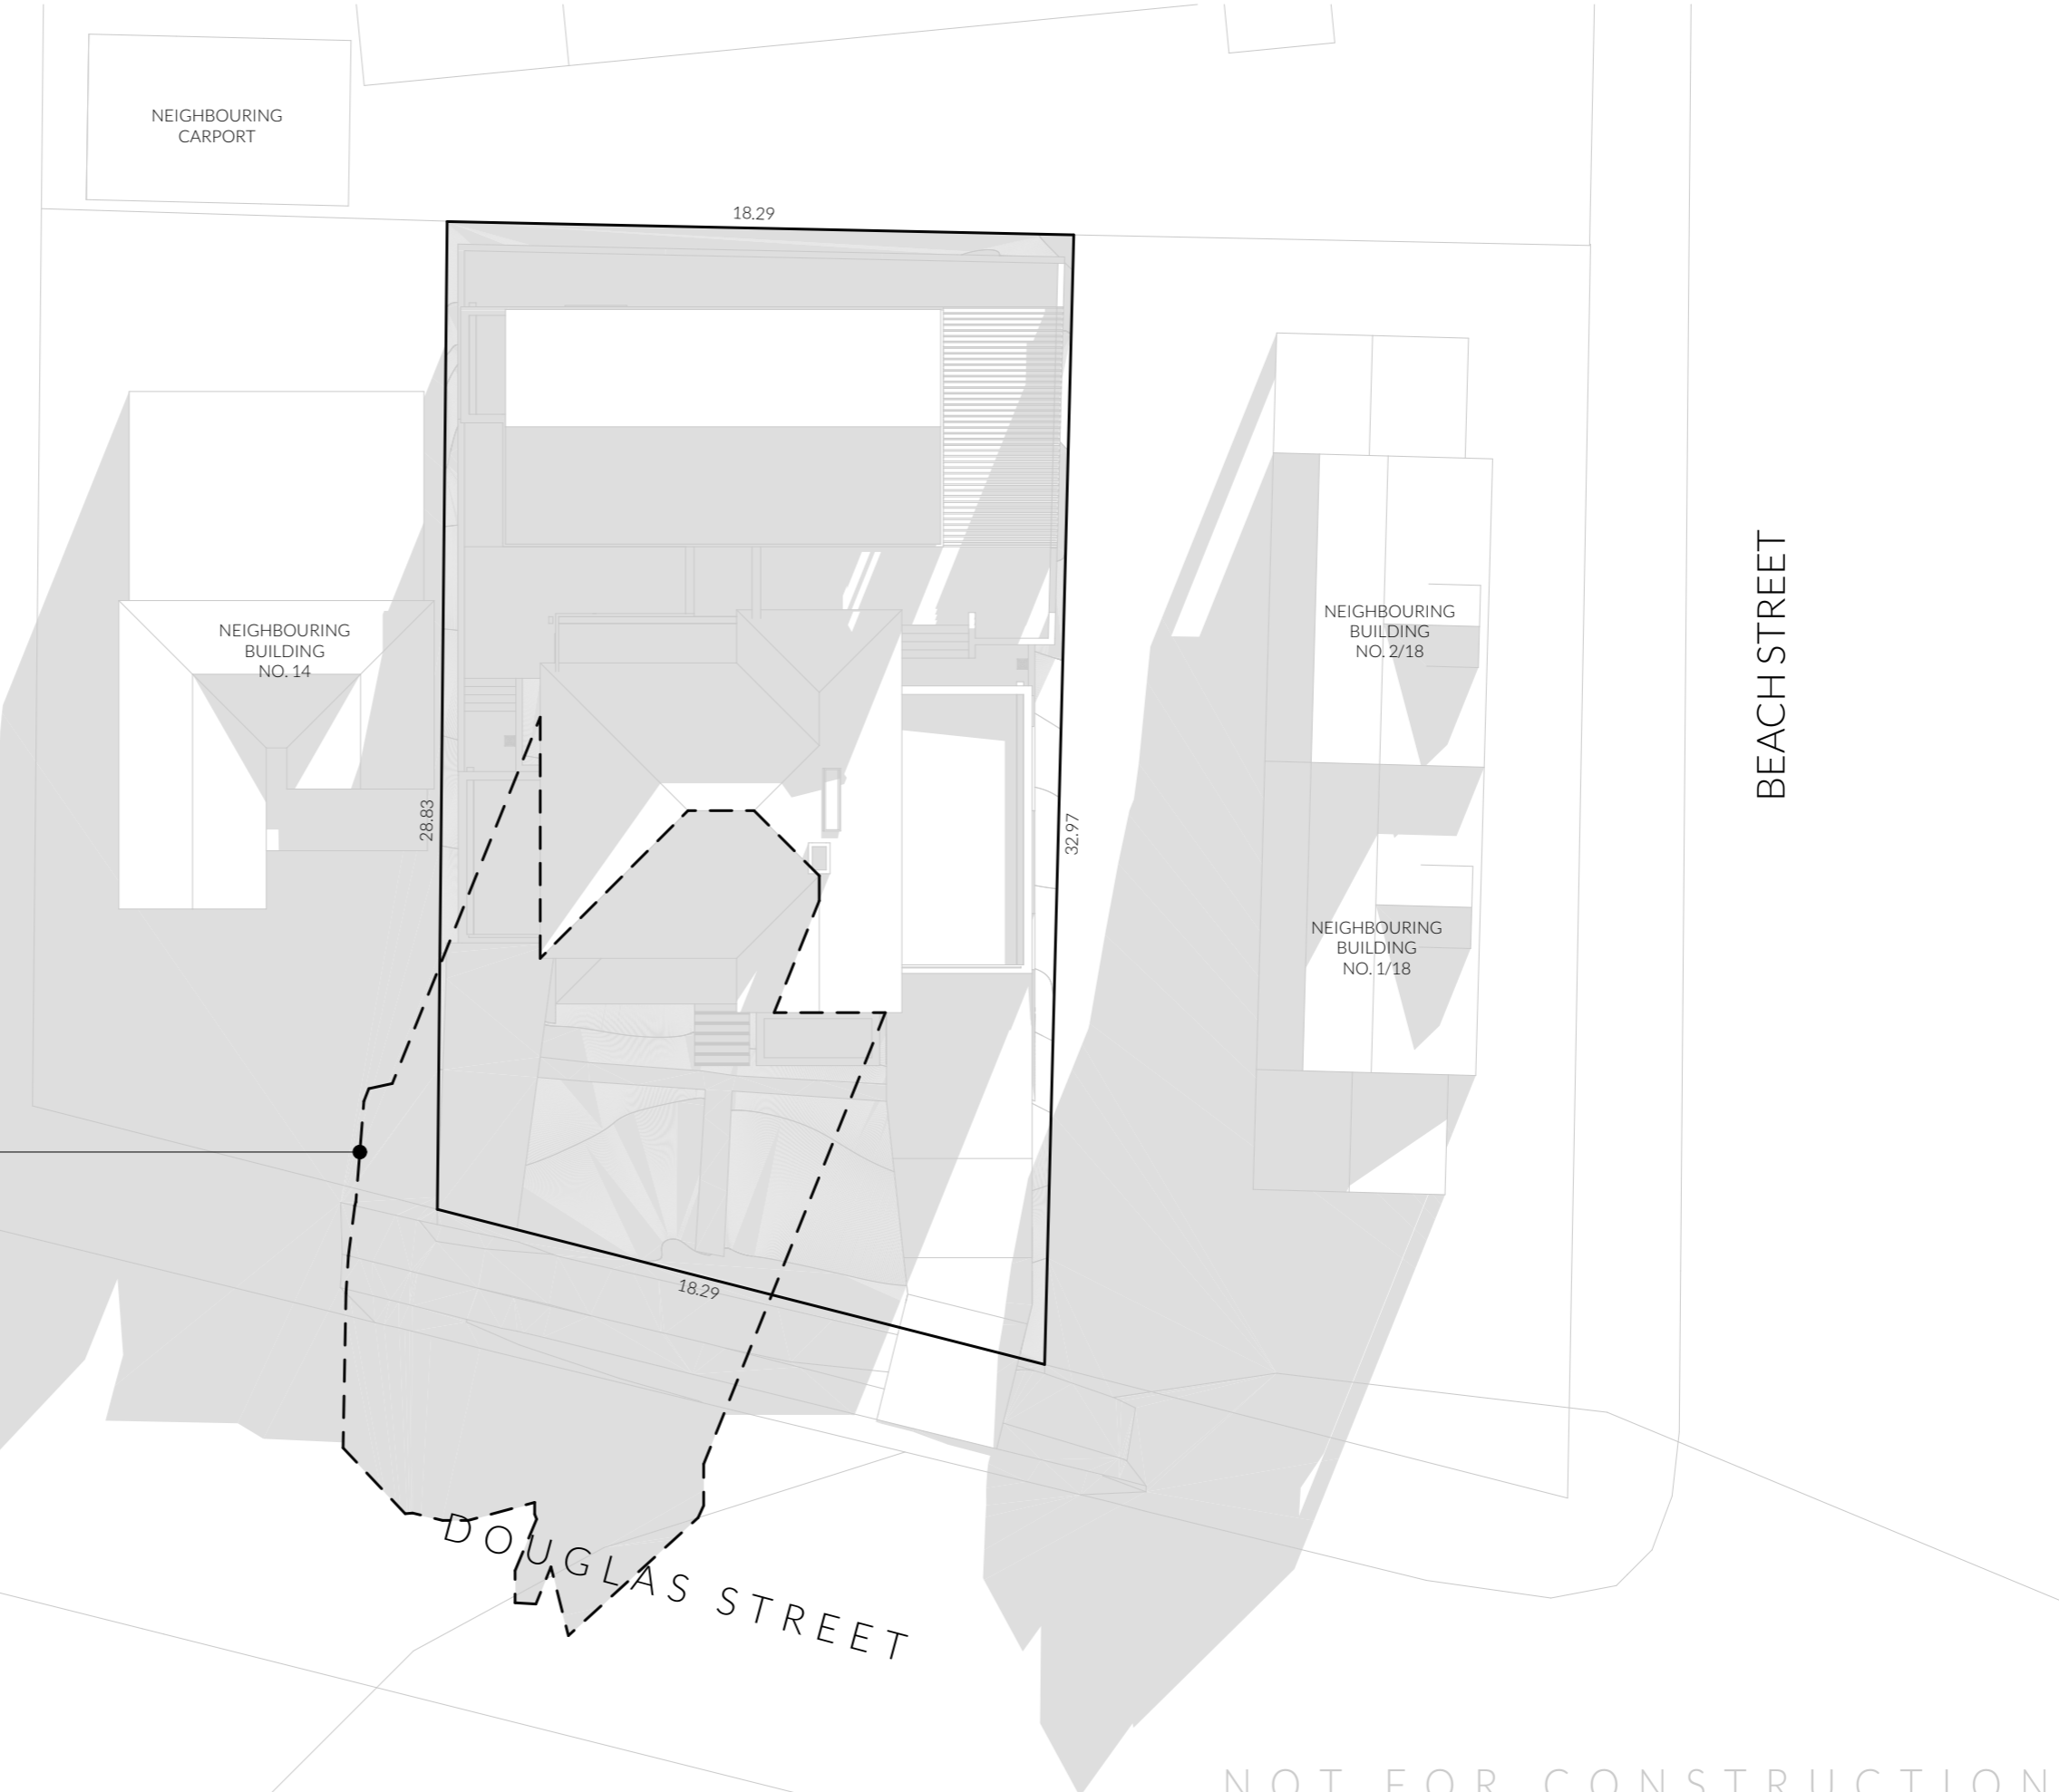 NEIGHBOURING
CARPORT
18.29
NEIGHBOURING
BUILDING
NO. 14
NEIGHBOURING
BUILDING
NO. 2/18
BEACH STREET
28.83
32.97
NEIGHBOURING
BUILDING
NO. 1/18
18.29
DOUGLAS STREET
NOT FOR CONSTRUCTION